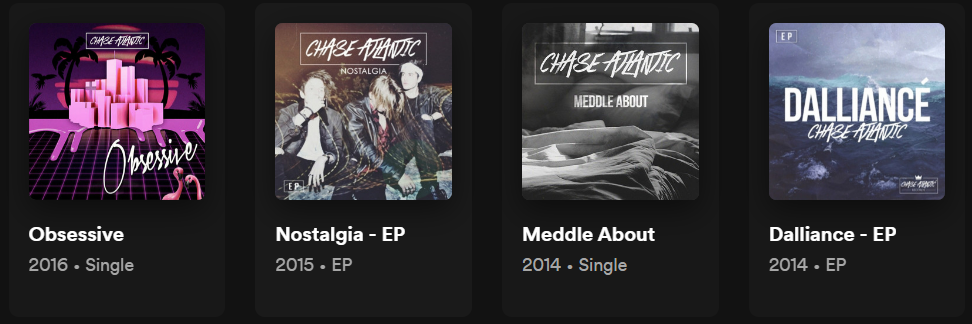 CHASE ATLANTIC
Obsessive
CHASE ATLANTIC
NOSTALGIA
EP
CHASE ATLANTIC
MEDDLE ABOUT
EP
DALLIANCÉ
CHASE ATLANTIC
CHASE ATLANTIC
Obsessive
2016 • Single
Nostalgia - EP
2015 • EP
Meddle About
2014 • Single
Dalliance - EP
2014 • EP